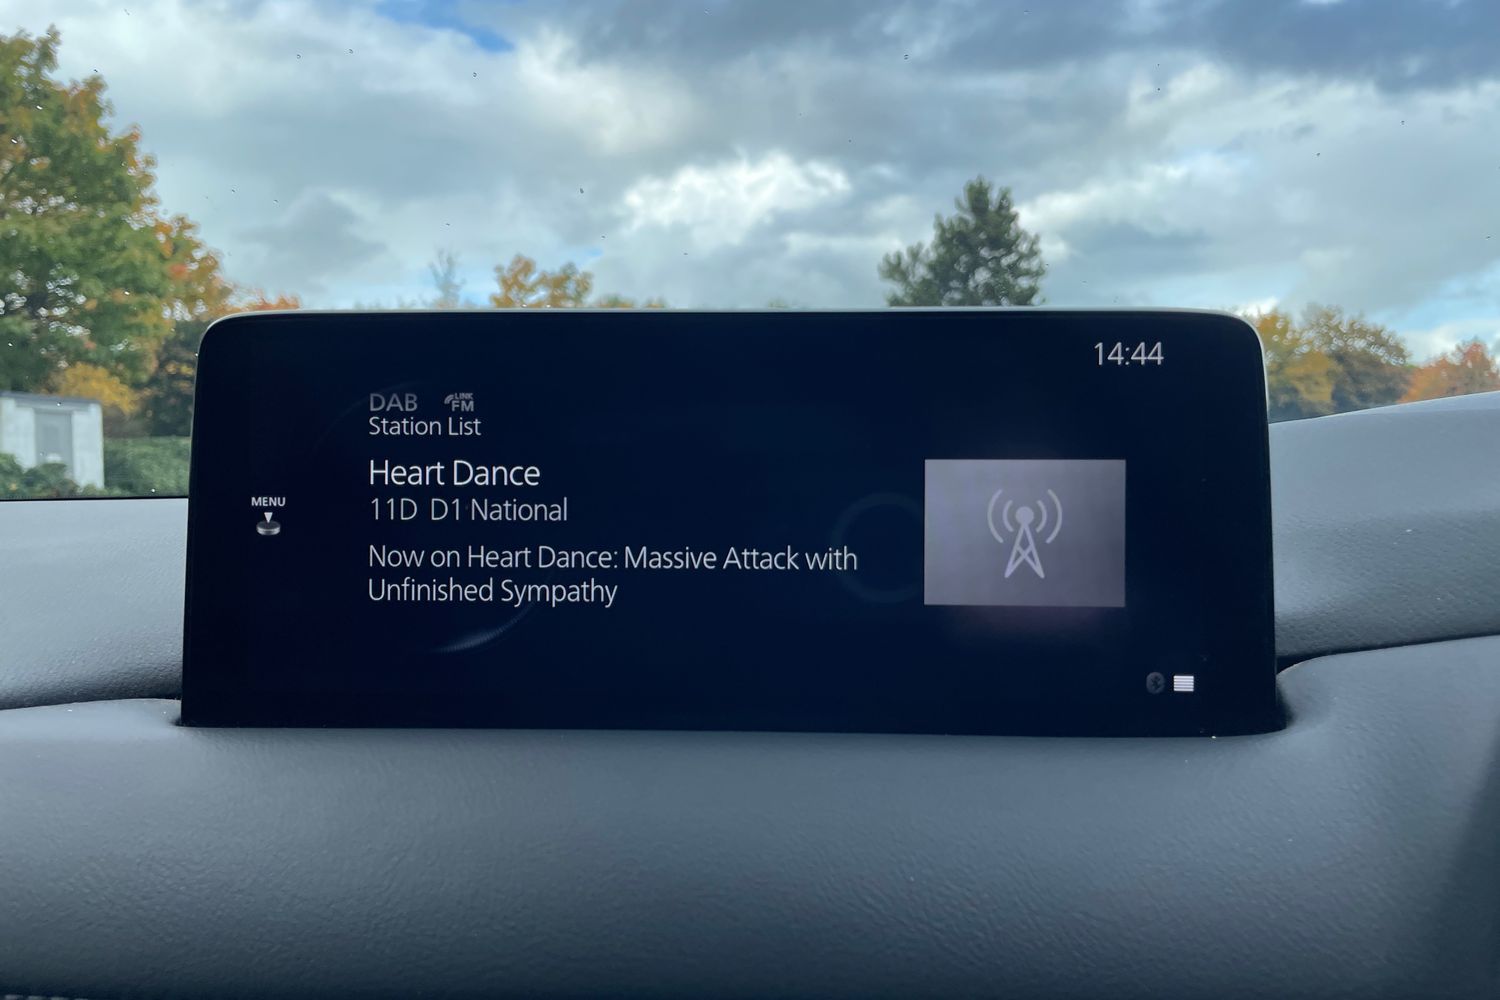 14:44
DAB LINK FM
Station List
Heart Dance
11D D1 National
MENU
Now on Heart Dance: Massive Attack with
Unfinished Sympathy